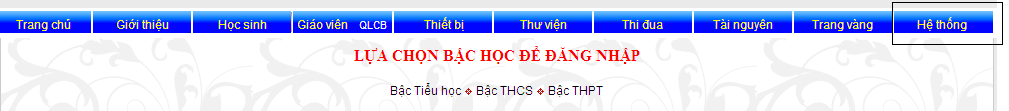 Trang chủ Giới thiệu Học sinh Giáo viên QLCB Thiết bị Thư viện Thi đua Tài nguyên Trang vàng Hệ thống
LỰA CHỌN BẬC HỌC ĐỂ ĐĂNG NHẬP
Bậc Tiểu học Bậc THCS Bậc THPT